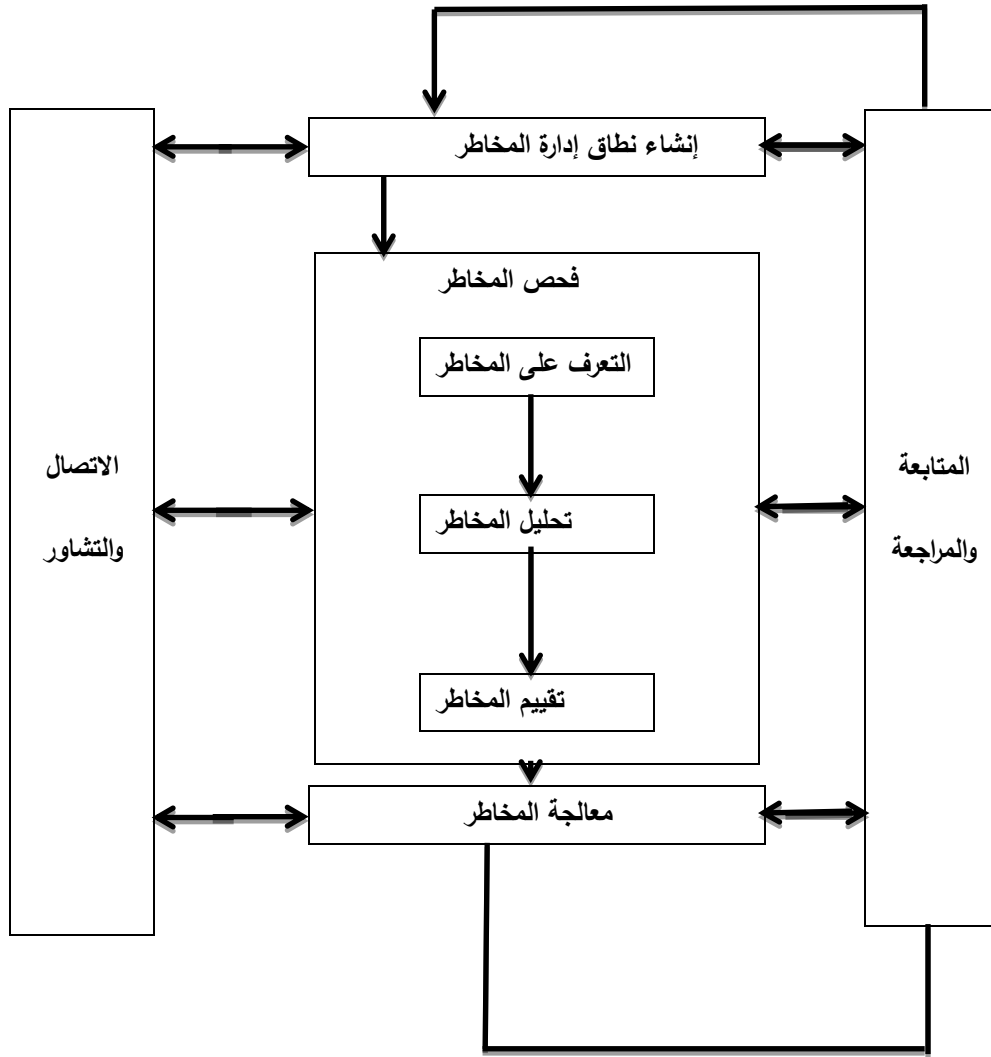 إنشاء نطاق إدارة المخاطر
فحص المخاطر
التعرف على المخاطر
المتابعة
والمراجعة
الاتصال
والتشاور
تحليل المخاطر
تقييم المخاطر
معالجة المخاطر